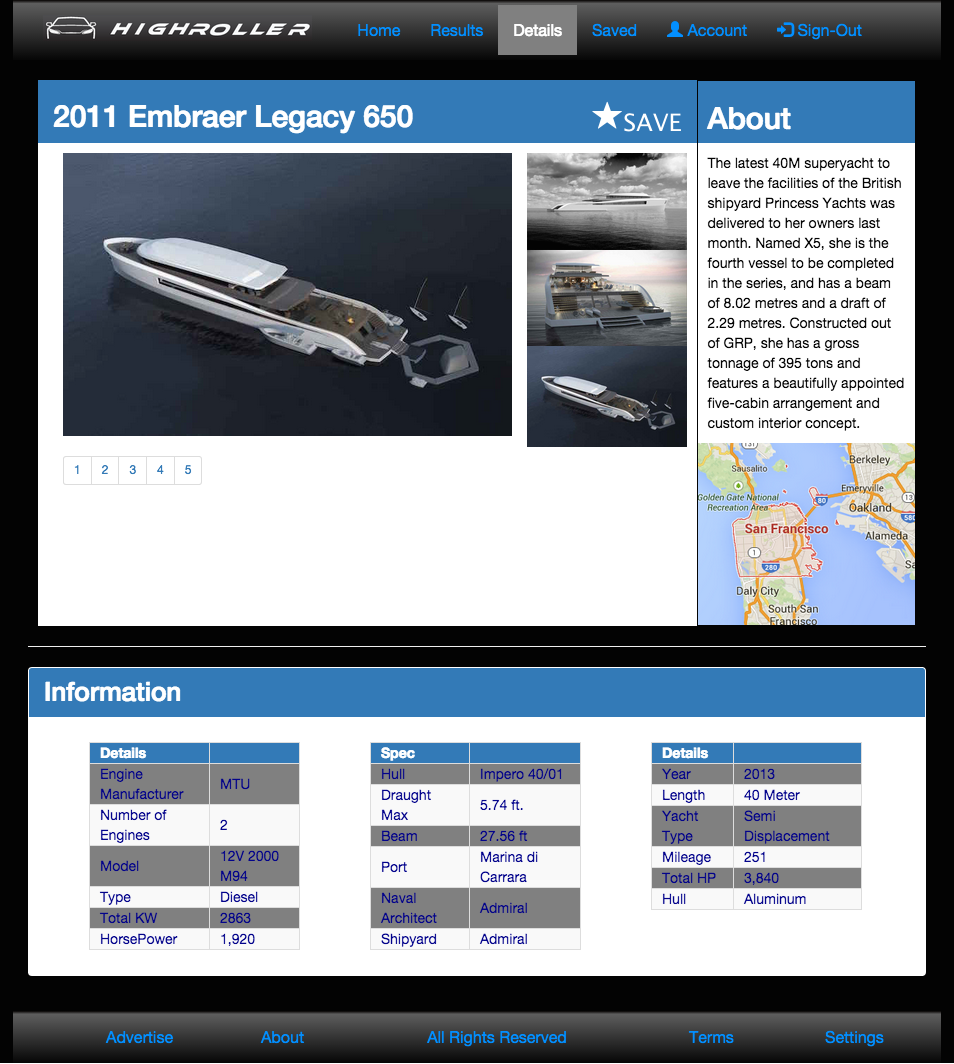 HIGHROLLER Home Results Details Saved Account Sign-Out
2011 Embraer Legacy 650 SAVE
1 2 3 4 5
About
The latest 40M superyacht to
leave the facilities of the British
shipyard Princess Yachts was
delivered to her owners last
month. Named X5, she is the
fourth vessel to be completed
in the series, and has a beam
of 8.02 metres and a draft of
2.29 metres. Constructed out
of GRP, she has a gross
tonnage of 395 tons and
features a beautifully appointed
five-cabin arrangement and
custom interior concept.
131
Sausalito
Berkeley
Golden Gate National
Recreation Area
Emeryville
80
13
Oakland
580
San Francisco
Alameda
1
280
Daly City
South San
Francisco
Information
Details
Engine
Manufacturer
MTU
Number of
Engines
2
Model
12V 2000
M94
Type Diesel
Total KW 2863
HorsePower 1,920
Spec
Hull Impero 40/01
Draught
Max
5.74 ft.
Beam 27.56 ft
Port
Marina di
Carrara
Naval
Architect
Admiral
Shipyard Admiral
Details
Year 2013
Length 40 Meter
Yacht
Type
Semi
Displacement
Mileage 251
Total HP 3,840
Hull Aluminum
Advertise About All Rights Reserved Terms Settings